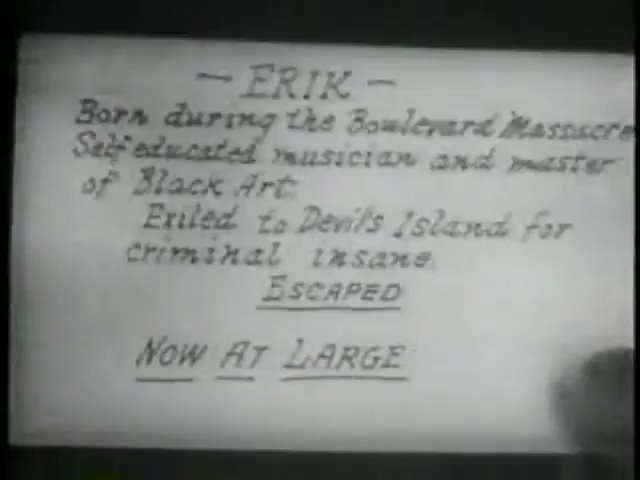 - ERIK -
Born during the Boulevard Massacre
Self educated musician and master
of Black Art
Exiled to Devil's Island for
criminal insane.
ESCAPED
NOW AT LARGE